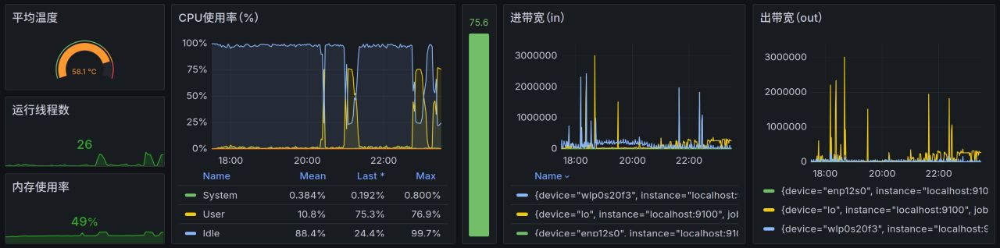 平均温度
58.1 °C
运行线程数
26
内存使用率
49%
CPU使用率(%)
100%
75%
50%
25%
0%
18:00 20:00 22:00
Name Mean Last * Max
System 0.384% 0.192% 0.800%
User 10.8% 75.3% 76.9%
Idle 88.4% 24.4% 99.7%
75.6
进带宽(in)
3000000
2000000
1000000
0
18:00 20:00 22:00
Name
{device="wlp0s20f3", instance="localhost:
{device="lo", instance="localhost:9100", job
{device="enp12s0", instance="localhost:910
出带宽(out)
3000000
2000000
1000000
0
18:00 20:00 22:00
{device="enp12s0", instance="localhost:910
{device="lo", instance="localhost:9100", job
{device="wlp0s20f3", instance="localhost:9